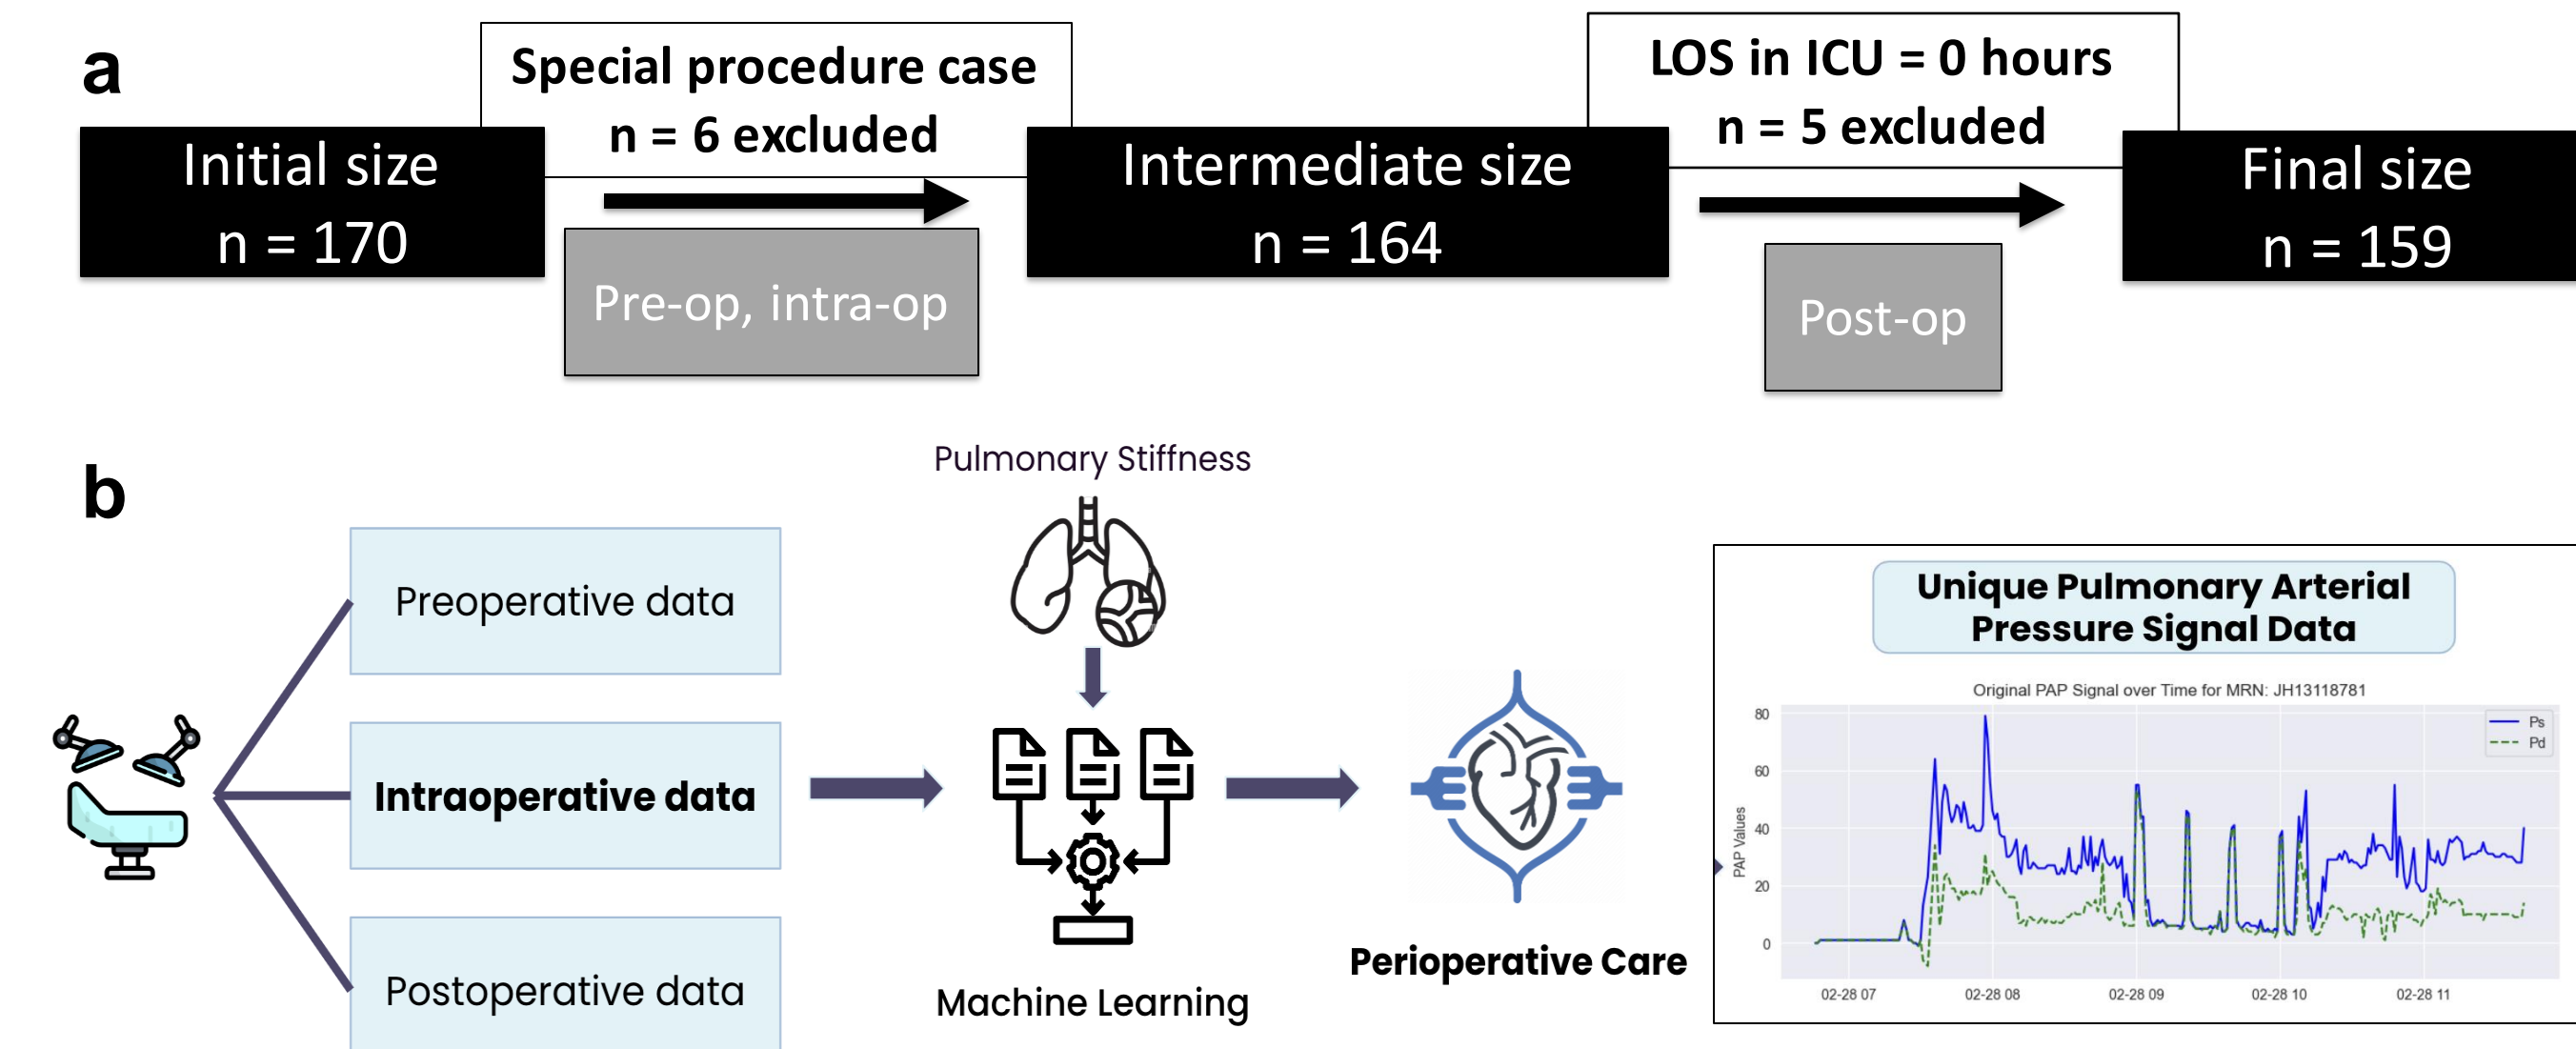 a
Special procedure case
n = 6 excluded
LOS in ICU = 0 hours
n = 5 excluded
Initial size
n = 170
Intermediate size
n = 164
Final size
n = 159
Pre-op, intra-op
Post-op
b
Pulmonary Stiffness
Preoperative data
Intraoperative data
Postoperative data
Machine Learning
Perioperative Care
Unique Pulmonary Arterial
Pressure Signal Data
Original PAP Signal over Time for MRN: JH13118781
Ps
Pd
PAP Values
80
60
40
20
0
02-28 07
02-28 08
02-28 09
02-28 10
02-28 11